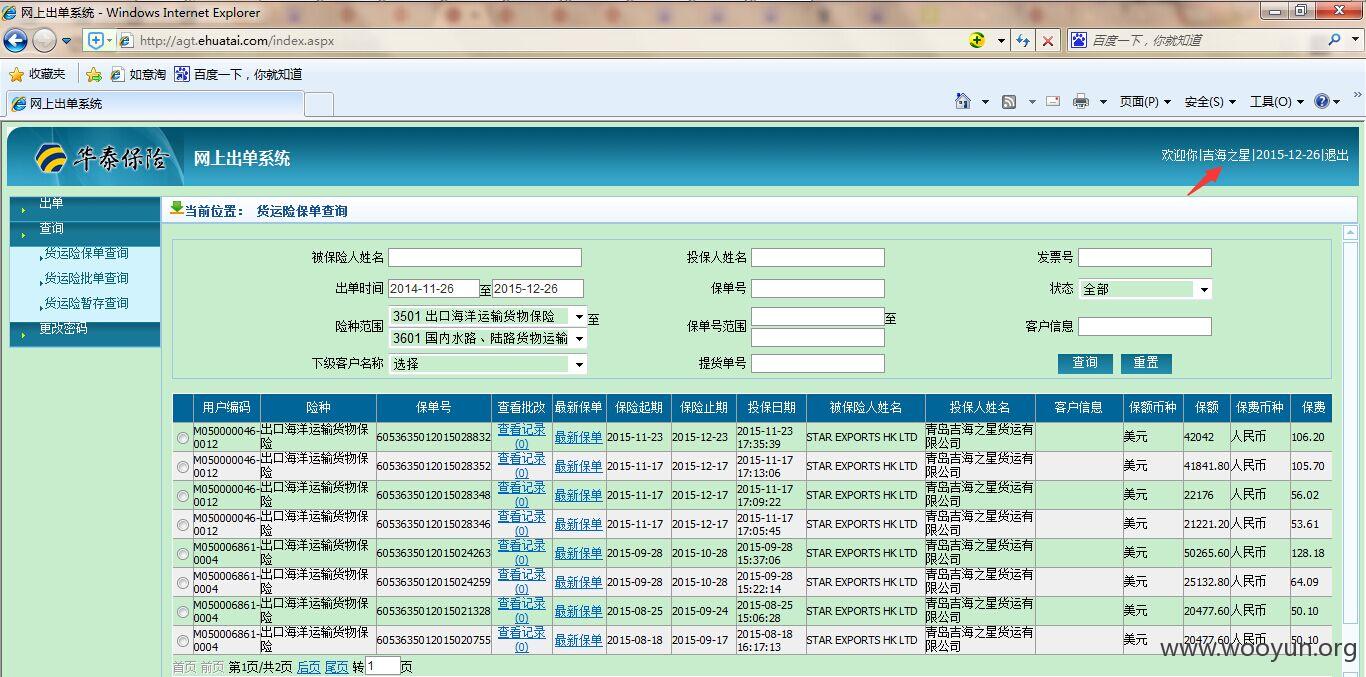 网上出单系统 - Windows Internet Explorer
http://agt.ehuatai.com/index.aspx
百度一下，你就知道
收藏夹 如意淘 百度一下，你就知道
网上出单系统
页面(P) 安全(S) 工具(O)
华泰保险 网上出单系统
欢迎你|吉海之星|2015-12-26|退出
出单
查询
货运险保单查询
货运险批单查询
货运险暂存查询
更改密码
当前位置： 货运险保单查询
被保险人姓名 投保人姓名 发票号
出单时间 2014-11-26 至 2015-12-26 保单号 状态 全部
险种范围 3501 出口海洋运输货物保险 至 3601 国内水路、陆路货物运输 保单号范围 至 客户信息
下级客户名称 选择 提货单号 查询 重置
用户编码 险种 保单号 查看批改 最新保单 保险起期 保险止期 投保日期 被保险人姓名 投保人姓名 客户信息 保额币种 保额 保费币种 保费
M050000046-0012 出口海洋运输货物保险 6053635012015028832 查看记录(0) 最新保单 2015-11-23 2015-12-23 2015-11-23 17:35:39 STAR EXPORTS HK LTD 青岛吉海之星货运有限公司 美元 42042 人民币 106.20
M050000046-0012 出口海洋运输货物保险 6053635012015028352 查看记录(0) 最新保单 2015-11-17 2015-12-17 2015-11-17 17:13:06 STAR EXPORTS HK LTD 青岛吉海之星货运有限公司 美元 41841.80 人民币 105.70
M050000046-0012 出口海洋运输货物保险 6053635012015028348 查看记录(0) 最新保单 2015-11-17 2015-12-17 2015-11-17 17:09:22 STAR EXPORTS HK LTD 青岛吉海之星货运有限公司 美元 22176 人民币 56.02
M050000046-0012 出口海洋运输货物保险 6053635012015028346 查看记录(0) 最新保单 2015-11-17 2015-12-17 2015-11-17 17:05:45 STAR EXPORTS HK LTD 青岛吉海之星货运有限公司 美元 21221.20 人民币 53.61
M050006861-0004 出口海洋运输货物保险 6053635012015024263 查看记录(0) 最新保单 2015-09-28 2015-10-28 2015-09-28 15:37:06 STAR EXPORTS HK LTD 青岛吉海之星货运有限公司 美元 50265.60 人民币 128.18
M050006861-0004 出口海洋运输货物保险 6053635012015024259 查看记录(0) 最新保单 2015-09-28 2015-10-28 2015-09-28 15:22:14 STAR EXPORTS HK LTD 青岛吉海之星货运有限公司 美元 25132.80 人民币 64.09
M050006861-0004 出口海洋运输货物保险 6053635012015021328 查看记录(0) 最新保单 2015-08-25 2015-09-24 2015-08-25 15:06:28 STAR EXPORTS HK LTD 青岛吉海之星货运有限公司 美元 20477.60 人民币 50.10
M050006861-0004 出口海洋运输货物保险 6053635012015020755 查看记录(0) 最新保单 2015-08-18 2015-09-17 2015-08-18 16:17:13 STAR EXPORTS HK LTD 青岛吉海之星货运有限公司 美元 20477.60 人民币 50.10
首页 前页 第1页/共2页 后页 尾页 转 1 页
www.wooyun.org